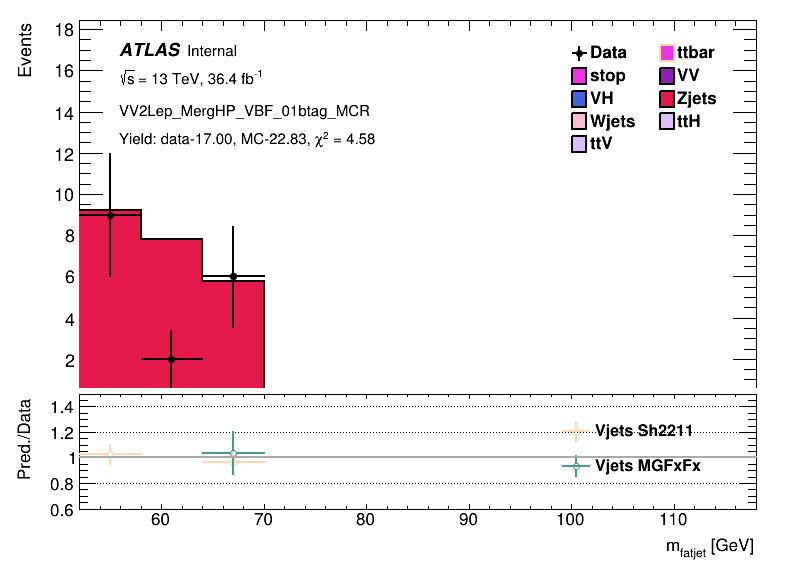 Events
18
16
14
12
10
8
6
4
2
ATLAS Internal
√s = 13 TeV, 36.4 fb⁻¹
VV2Lep_MergHP_VBF_01btag_MCR
Yield: data-17.00, MC-22.83, χ² = 4.58
Data ttbar
stop VV
VH Zjets
Wjets ttH
ttV
Pred./Data
1.4
1.2
1
0.8
0.6
Vjets Sh2211
Vjets MGFxFx
60 70 80 90 100 110
m_fatjet [GeV]